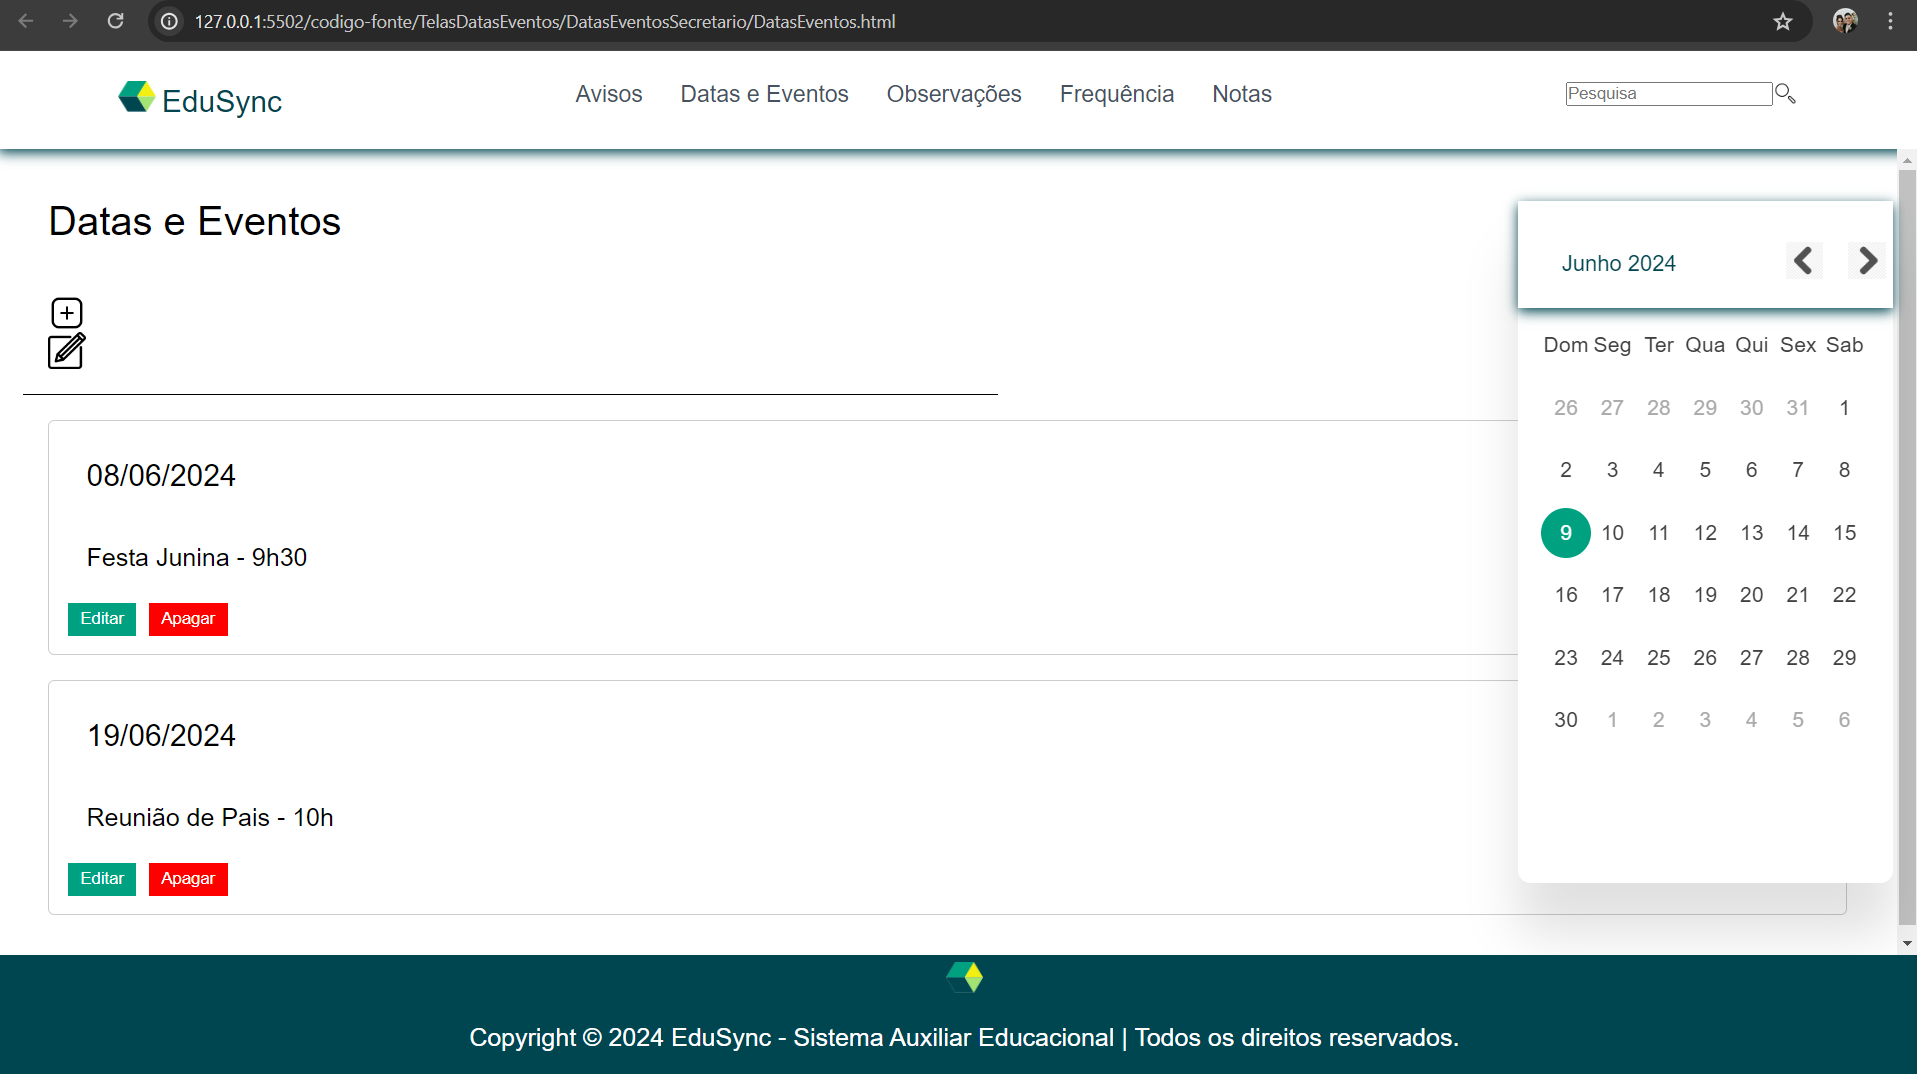 127.0.0.1:5502/codigo-fonte/TelasDatasEventos/DatasEventosSecretario/DatasEventos.html
EduSync Avisos Datas e Eventos Observações Frequência Notas Pesquisa
Datas e Eventos
08/06/2024
Festa Junina - 9h30
Editar Apagar
19/06/2024
Reunião de Pais - 10h
Editar Apagar
Junho 2024
Dom Seg Ter Qua Qui Sex Sab
26 27 28 29 30 31 1
2 3 4 5 6 7 8
9 10 11 12 13 14 15
16 17 18 19 20 21 22
23 24 25 26 27 28 29
30 1 2 3 4 5 6
Copyright © 2024 EduSync - Sistema Auxiliar Educacional | Todos os direitos reservados.